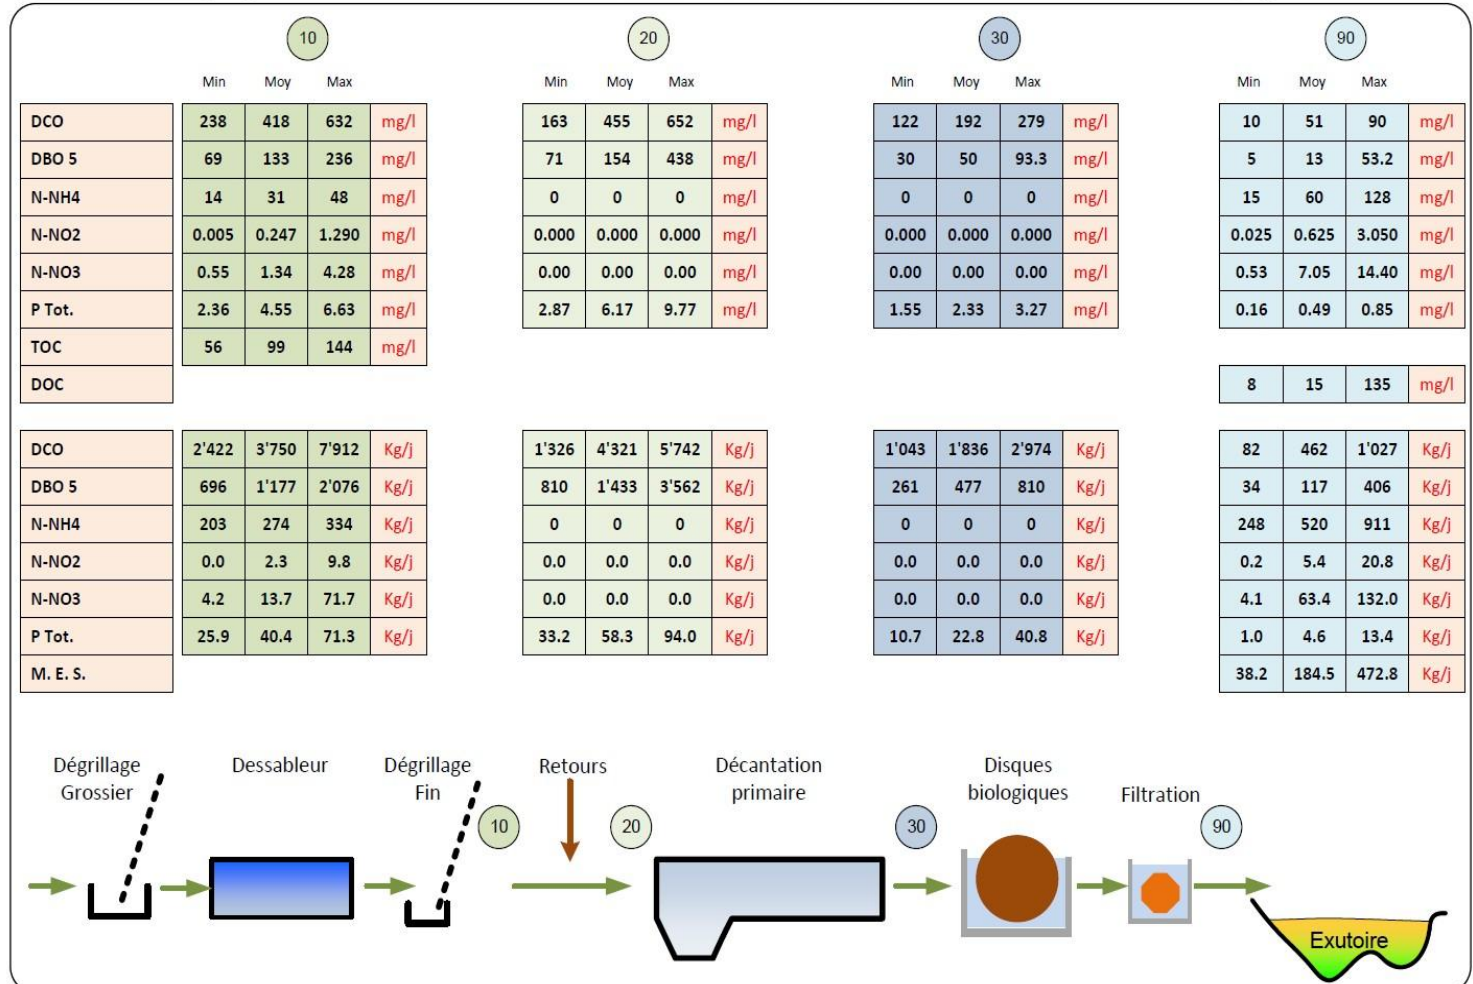 10 20 30 90
Min Moy Max Min Moy Max Min Moy Max Min Moy Max
DCO 238 418 632 mg/l 163 455 652 mg/l 122 192 279 mg/l 10 51 90 mg/l
DBO 5 69 133 236 mg/l 71 154 438 mg/l 30 50 93.3 mg/l 5 13 53.2 mg/l
N-NH4 14 31 48 mg/l 0 0 0 mg/l 0 0 0 mg/l 15 60 128 mg/l
N-NO2 0.005 0.247 1.290 mg/l 0.000 0.000 0.000 mg/l 0.000 0.000 0.000 mg/l 0.025 0.625 3.050 mg/l
N-NO3 0.55 1.34 4.28 mg/l 0.00 0.00 0.00 mg/l 0.00 0.00 0.00 mg/l 0.53 7.05 14.40 mg/l
P Tot. 2.36 4.55 6.63 mg/l 2.87 6.17 9.77 mg/l 1.55 2.33 3.27 mg/l 0.16 0.49 0.85 mg/l
TOC 56 99 144 mg/l
DOC 8 15 135 mg/l
DCO 2'422 3'750 7'912 Kg/j 1'326 4'321 5'742 Kg/j 1'043 1'836 2'974 Kg/j 82 462 1'027 Kg/j
DBO 5 696 1'177 2'076 Kg/j 810 1'433 3'562 Kg/j 261 477 810 Kg/j 34 117 406 Kg/j
N-NH4 203 274 334 Kg/j 0 0 0 Kg/j 0 0 0 Kg/j 248 520 911 Kg/j
N-NO2 0.0 2.3 9.8 Kg/j 0.0 0.0 0.0 Kg/j 0.0 0.0 0.0 Kg/j 0.2 5.4 20.8 Kg/j
N-NO3 4.2 13.7 71.7 Kg/j 0.0 0.0 0.0 Kg/j 0.0 0.0 0.0 Kg/j 4.1 63.4 132.0 Kg/j
P Tot. 25.9 40.4 71.3 Kg/j 33.2 58.3 94.0 Kg/j 10.7 22.8 40.8 Kg/j 1.0 4.6 13.4 Kg/j
M. E. S. 38.2 184.5 472.8 Kg/j
Dégrillage
Grossier
Dessableur
Dégrillage
Fin
10
Retours
20
Décantation
primaire
30
Disques
biologiques
Filtration
90
Exutoire